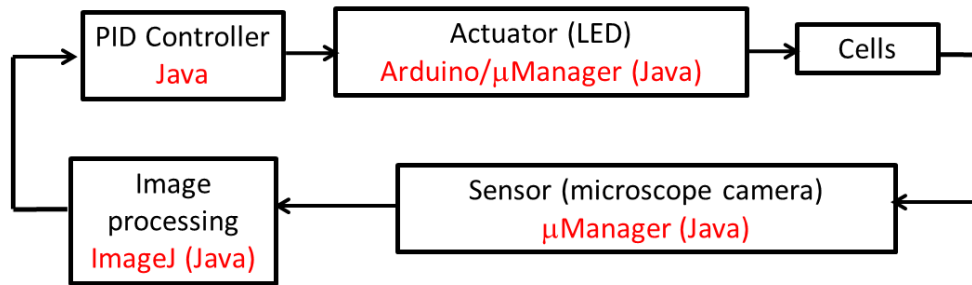 PID Controller
Java
Actuator (LED)
Arduino/μManager (Java)
Cells
Image
processing
ImageJ (Java)
Sensor (microscope camera)
μManager (Java)